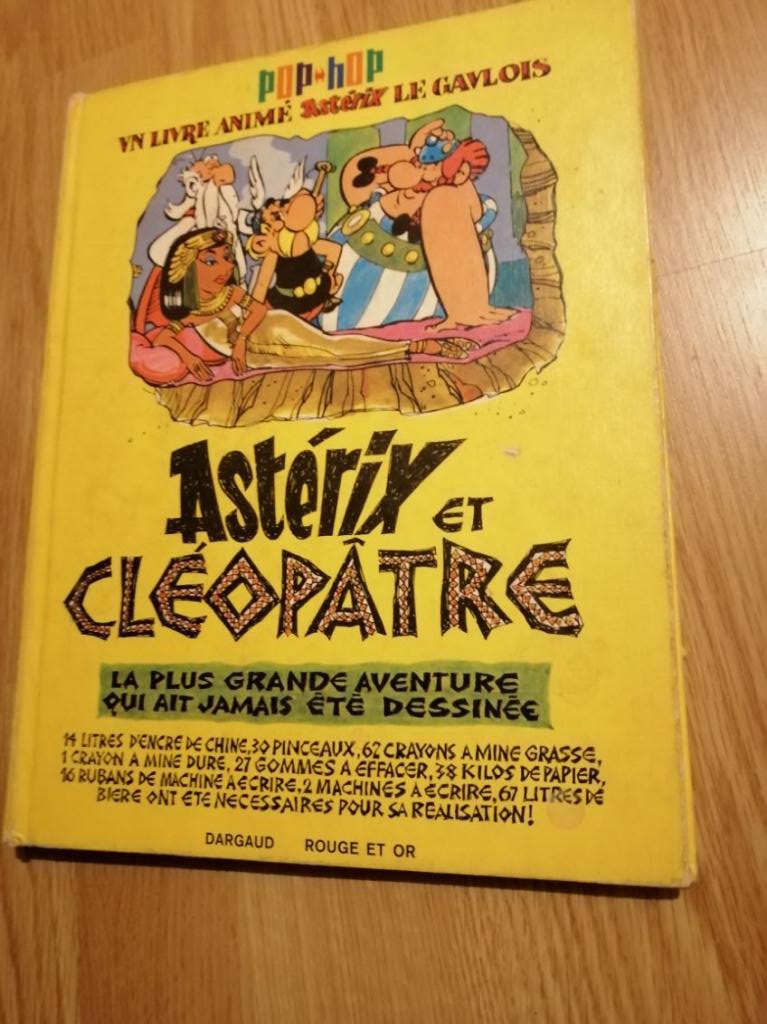 POP-HOP
VN LIVRE ANIMÉ Astérix LE GAVLOIS
Astérix ET
CLÉOPÂTRE
LA PLUS GRANDE AVENTURE
QUI AIT JAMAIS ÉTÉ DESSINÉE
14 LITRES D'ENCRE DE CHINE, 30 PINCEAUX, 62 CRAYONS A MINE GRASSE,
1 CRAYON A MINE DURE, 27 GOMMES A EFFACER, 38 KILOS DE PAPIER,
16 RUBANS DE MACHINE A ECRIRE, 2 MACHINES A ECRIRE, 67 LITRES DE
BIERE ONT ETE NECESSAIRES POUR SA REALISATION!
DARGAUD ROUGE ET OR